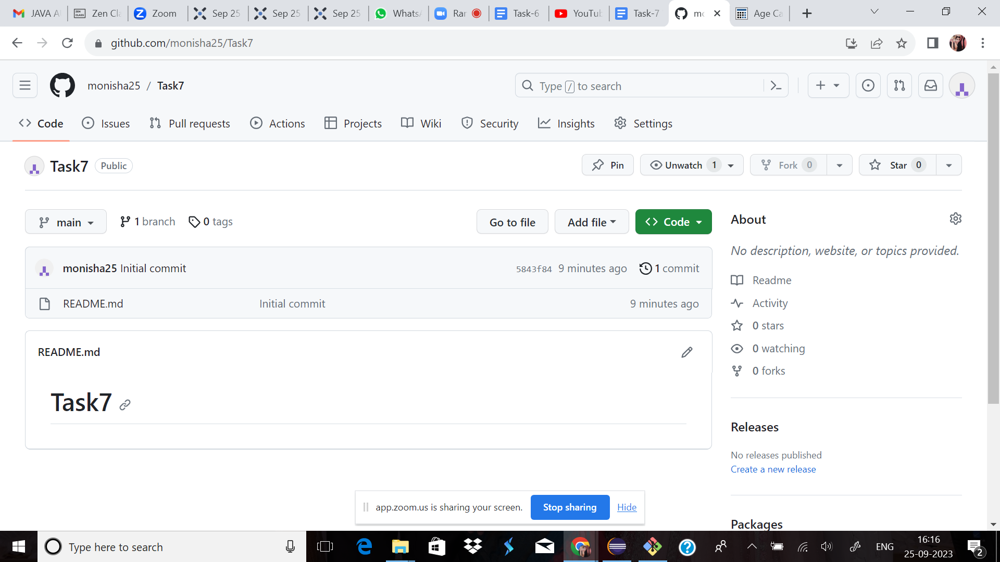 JAVA A
Zen Cla
Zoom
Sep 25
Sep 25
Sep 25
WhatsA
Ran
Task-6
YouTub
Task-7
mo
Age Ca
github.com/monisha25/Task7
monisha25 / Task7
Type / to search
Code
Issues
Pull requests
Actions
Projects
Wiki
Security
Insights
Settings
Task7 Public
Pin
Unwatch 1
Fork 0
Star 0
main
1 branch
0 tags
Go to file
Add file
Code
About
No description, website, or topics provided.
monisha25 Initial commit 5843f84 9 minutes ago 1 commit
README.md Initial commit 9 minutes ago
Readme
Activity
0 stars
0 watching
0 forks
README.md
Task7
Releases
No releases published
Create a new release
Packages
app.zoom.us is sharing your screen. Stop sharing Hide
Type here to search
ENG
16:16
25-09-2023
2